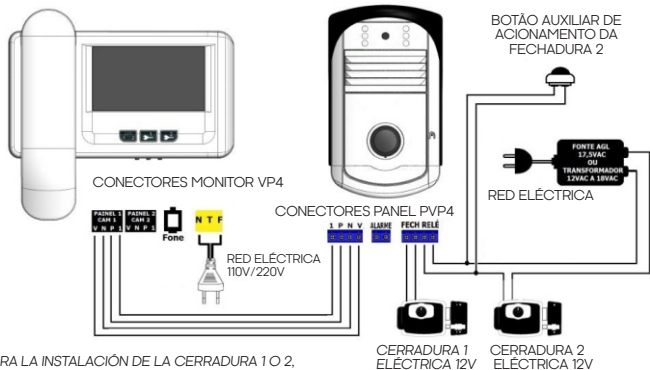 BOTÃO AUXILIAR DE
ACIONAMENTO DA
FECHADURA 2
FONTE AGL
17,5VAC
OU
TRANSFORMADOR
12VAC A 18VAC
RED ELÉCTRICA
CONECTORES MONITOR VP4
CONECTORES PANEL PVP4
PAINEL 1 PAINEL 2
CAM 1 CAM 2
V N P 1 V N P 1
Fone
N T F
RED ELÉCTRICA
110V/220V
1 P N V
ALARME
FECH RELÉ
CERRADURA 1
ELÉCTRICA 12V
CERRADURA 2
ELÉCTRICA 12V
RA LA INSTALACIÓN DE LA CERRADURA 1 O 2,